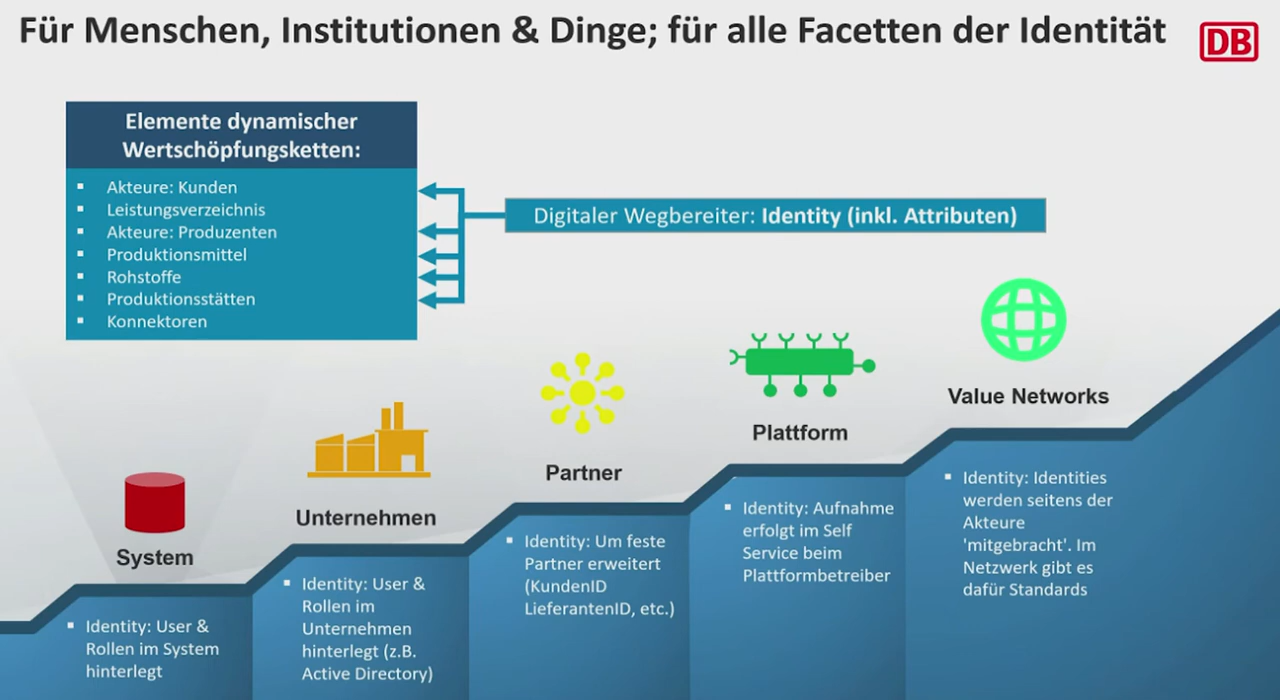 Für Menschen, Institutionen & Dinge; für alle Facetten der Identität
DB
Elemente dynamischer
Wertschöpfungsketten:
▪ Akteure: Kunden
▪ Leistungsverzeichnis
▪ Akteure: Produzenten
▪ Produktionsmittel
▪ Rohstoffe
▪ Produktionsstätten
▪ Konnektoren
Digitaler Wegbereiter: Identity (inkl. Attributen)
System
▪ Identity: User &
Rollen im System
hinterlegt
Unternehmen
▪ Identity: User &
Rollen im
Unternehmen
hinterlegt (z.B.
Active Directory)
Partner
▪ Identity: Um feste
Partner erweitert
(KundenID
LieferantenID, etc.)
Plattform
▪ Identity: Aufnahme
erfolgt im Self
Service beim
Plattformbetreiber
Value Networks
▪ Identity: Identities
werden seitens der
Akteure
'mitgebracht'. Im
Netzwerk gibt es
dafür Standards